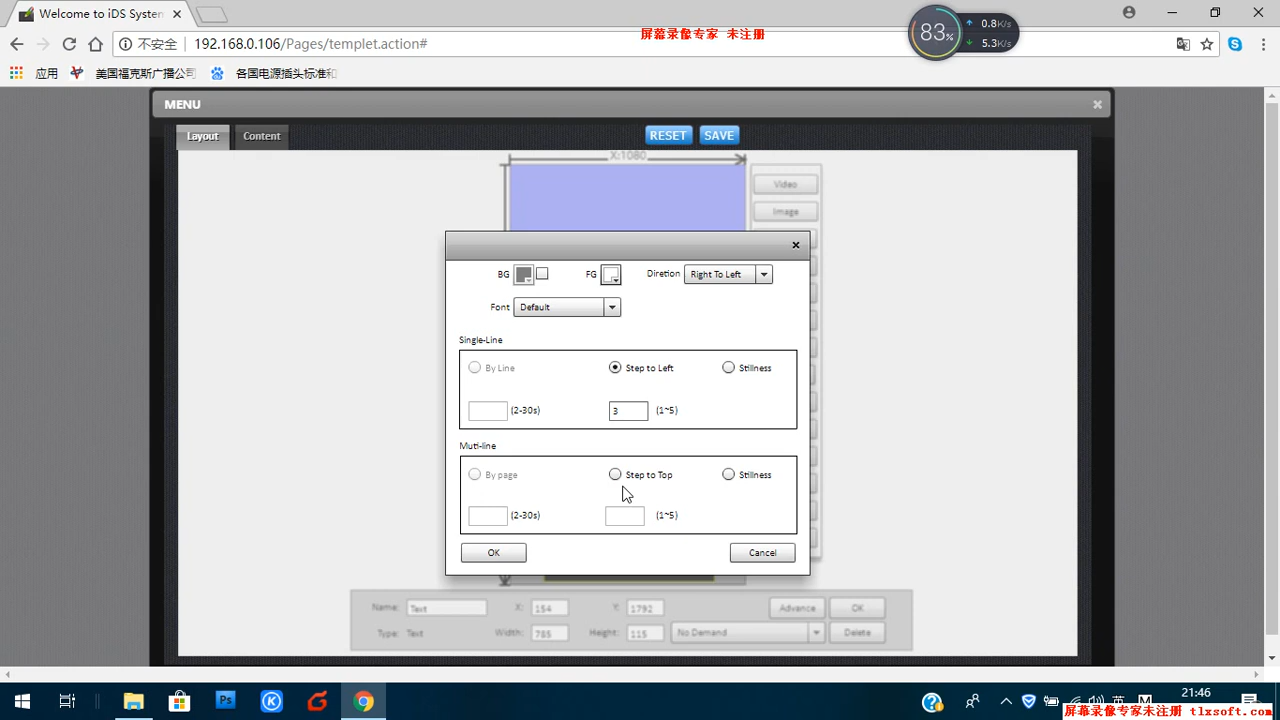 Welcome to iDS System
不安全 192.168.0.106/Pages/templet.action#
屏幕录像专家 未注册
83% 0.8K/s
5.3K/s
应用 美国福克斯广播公司 各国电源插头标准和
MENU
Layout Content RESET SAVE
X:1080
Video
Image
BG FG Diretion Right To Left
Font Default
Single-Line
By Line Step to Left Stillness
(2-30s) 3 (1~5)
Muti-line
By page Step to Top Stillness
(2-30s) (1~5)
OK Cancel
Name: Text X: 154 Y: 1792 Advance OK
Type: Text Width: 785 Height: 115 No Demand Delete
Ps K 英 M 21:46
屏幕录像专家未注册 tlxsoft.com